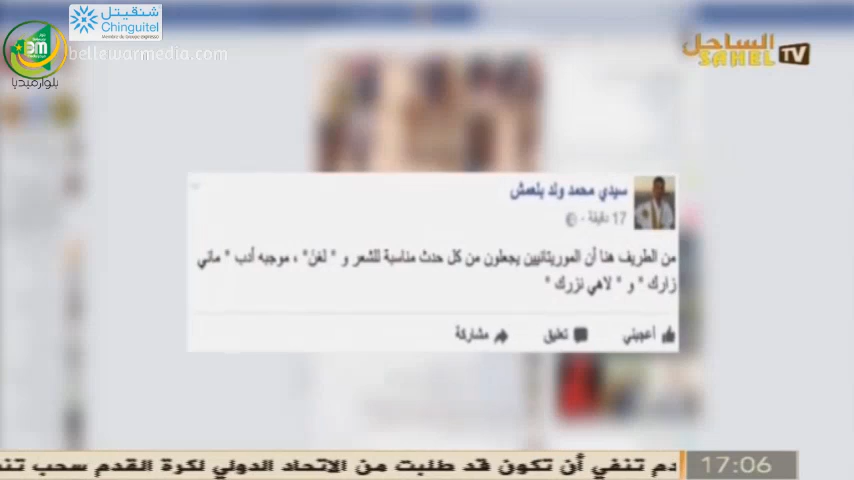 شنقيتل
Chinguitel
bellewarmedia.com
بلوارميديا
الساحل
SAHEL TV
سيدي محمد ولد بلعمش
17 دقيقة
من الطريف هنا أن الموريتانيين يجعلون من كل حدث مناسبة للشعر و " لغن" ، موجبه أدب " ماني
زارك " و " لاهي نزرك "
أعجبني تعليق مشاركة
دم تنفي أن تكون قد طلبت من الاتحاد الدولي لكرة القدم سحب تنف
17:06